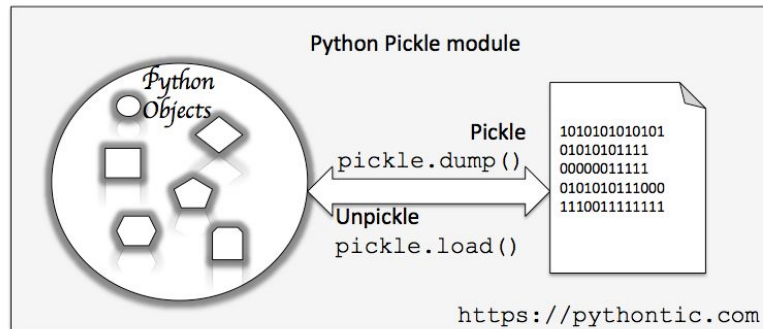 Python Pickle module
Python
Objects
Pickle
pickle.dump()
Unpickle
pickle.load()
1010101010101
01010101111
00000011111
0101010111000
1110011111111
https://pythontic.com